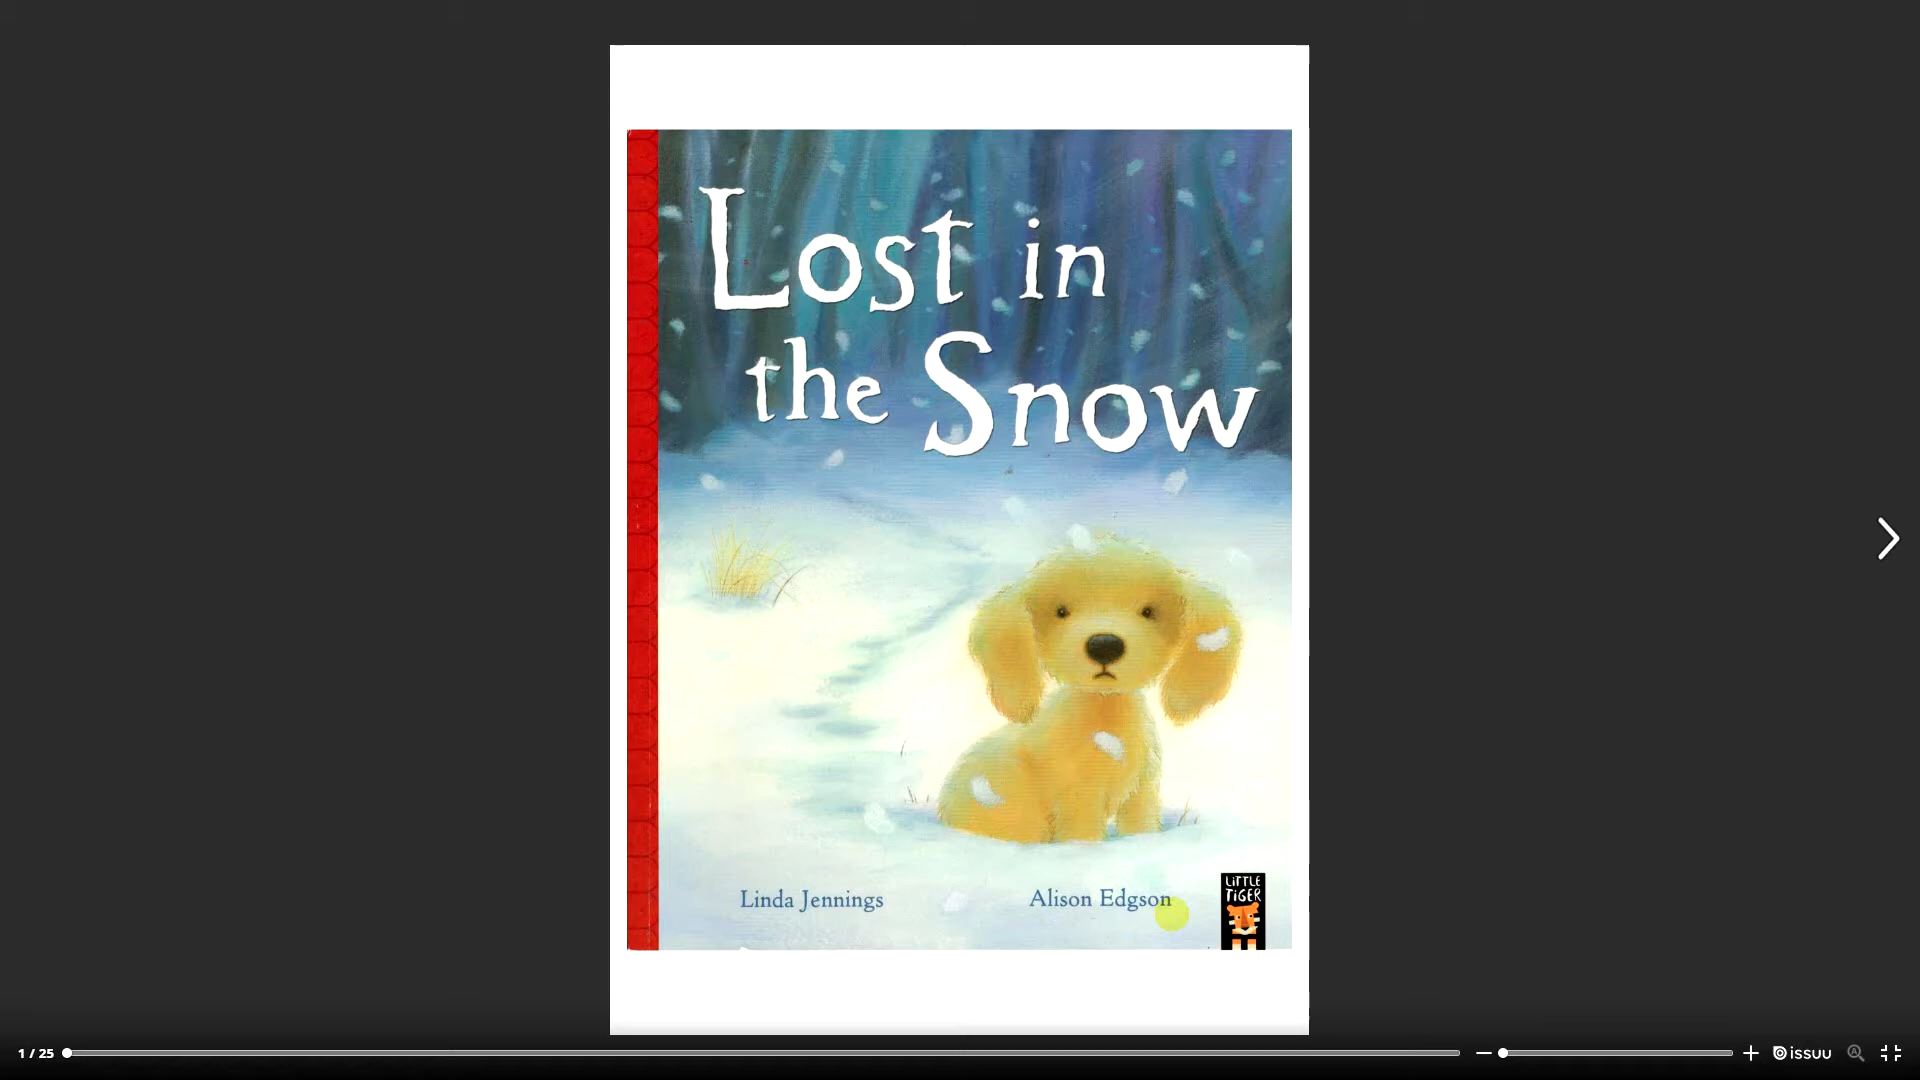 Lost in
the Snow
Linda Jennings
Alison Edgson
LiTTLE
TiGER
1 / 25
issuu